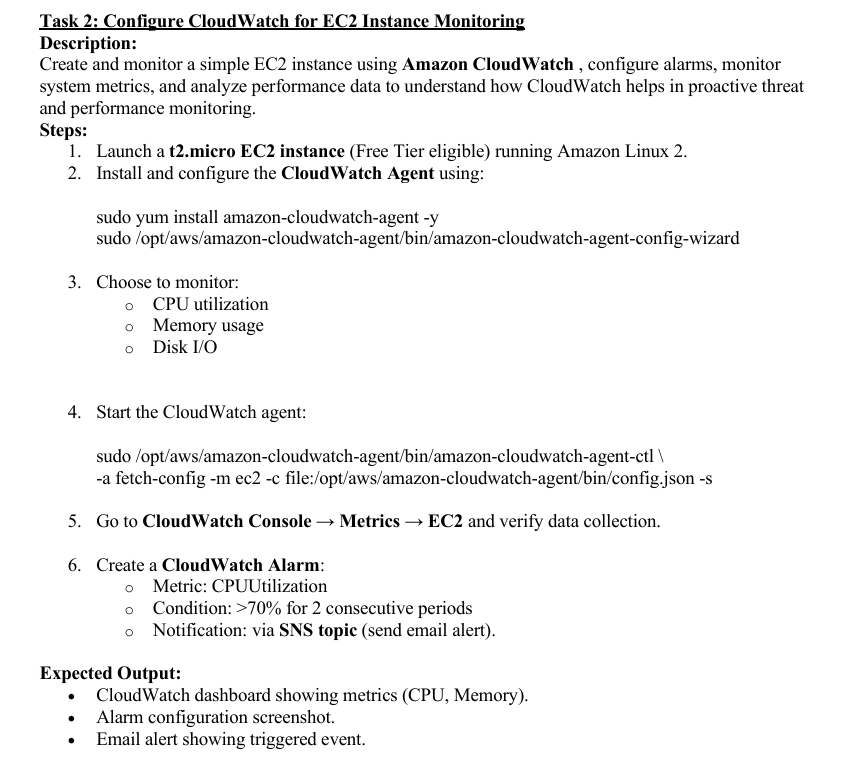 Task 2: Configure CloudWatch for EC2 Instance Monitoring
Description:
Create and monitor a simple EC2 instance using Amazon CloudWatch , configure alarms, monitor
system metrics, and analyze performance data to understand how CloudWatch helps in proactive threat
and performance monitoring.
Steps:
1. Launch a t2.micro EC2 instance (Free Tier eligible) running Amazon Linux 2.
2. Install and configure the CloudWatch Agent using:
sudo yum install amazon-cloudwatch-agent -y
sudo /opt/aws/amazon-cloudwatch-agent/bin/amazon-cloudwatch-agent-config-wizard
3. Choose to monitor:
o CPU utilization
o Memory usage
o Disk I/O
4. Start the CloudWatch agent:
sudo /opt/aws/amazon-cloudwatch-agent/bin/amazon-cloudwatch-agent-ctl \
-a fetch-config -m ec2 -c file:/opt/aws/amazon-cloudwatch-agent/bin/config.json -s
5. Go to CloudWatch Console → Metrics → EC2 and verify data collection.
6. Create a CloudWatch Alarm:
o Metric: CPUUtilization
o Condition: >70% for 2 consecutive periods
o Notification: via SNS topic (send email alert).
Expected Output:
• CloudWatch dashboard showing metrics (CPU, Memory).
• Alarm configuration screenshot.
• Email alert showing triggered event.